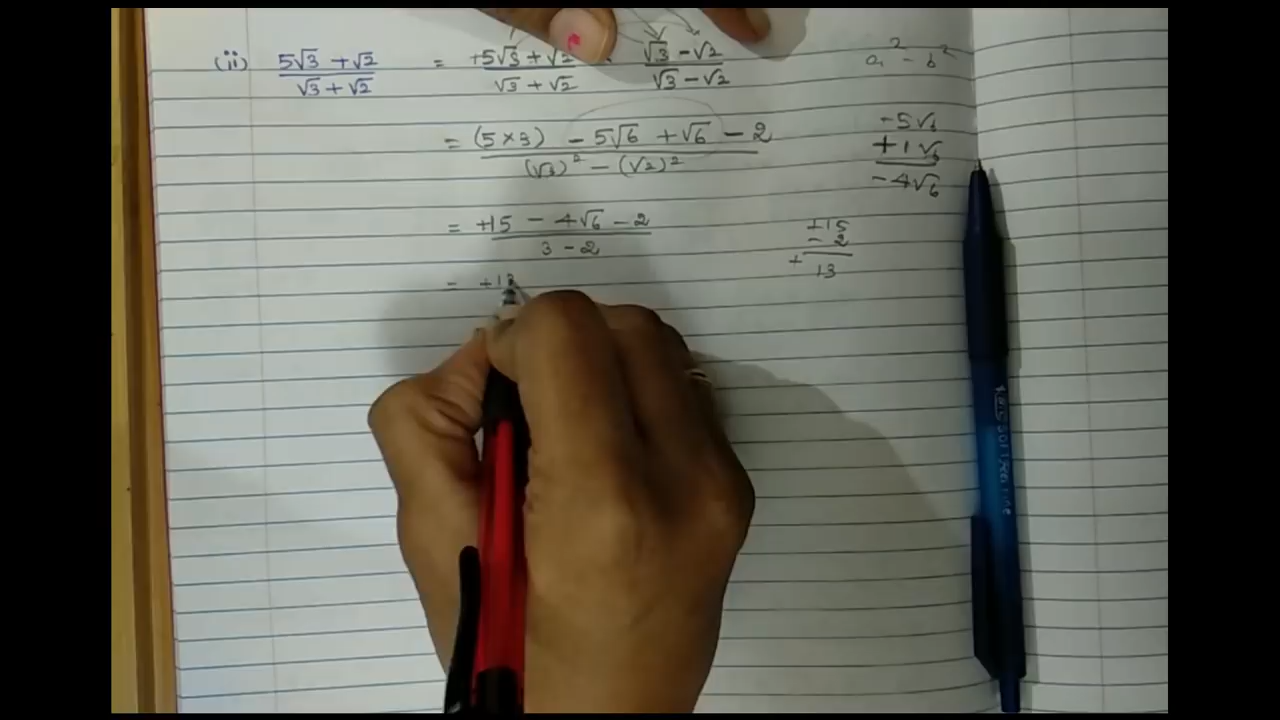 (ii) (5√3 + √2)/(√3 + √2) = (+5√3 + √2)/(√3 + √2) × (√3 - √2)/(√3 - √2)
a² - b²
= ((5×3) - 5√6 + √6 - 2)/((√3)² - (√2)²)
-5√6
+1√6
-4√6
= (+15 - 4√6 - 2)/(3 - 2)
+15
- 2
+ 13
= +13